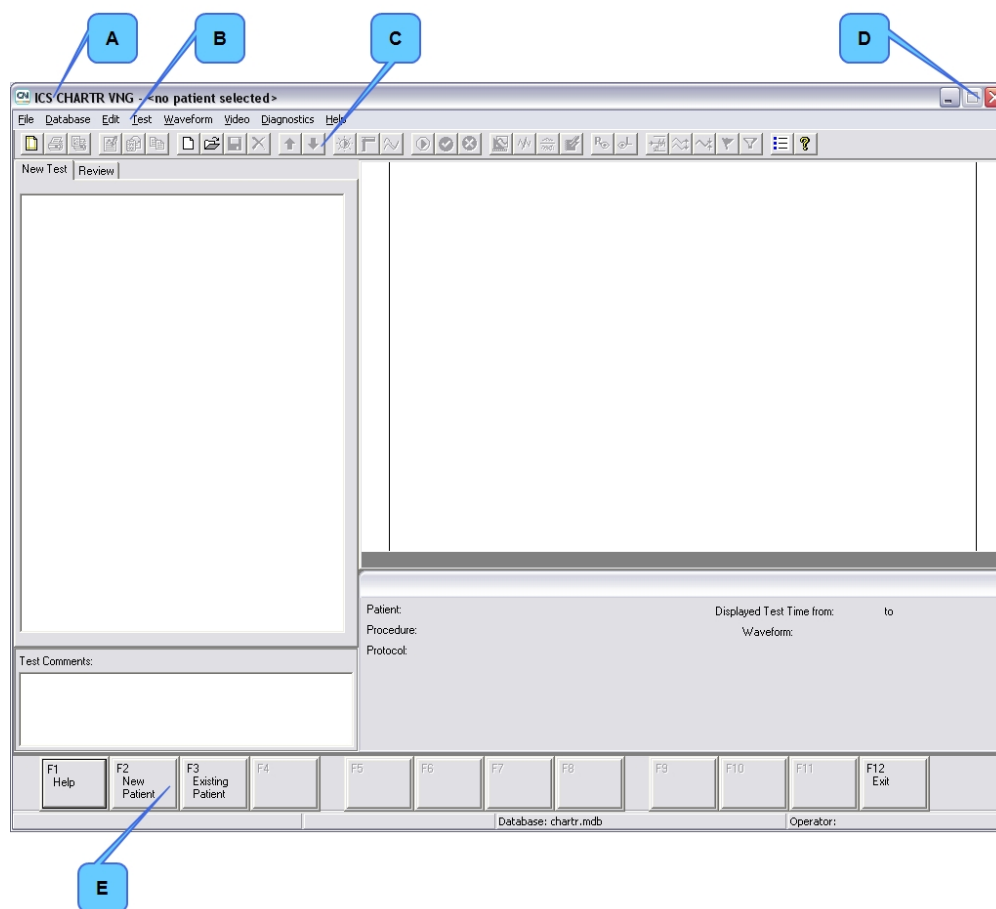 A
B
C
D
ICS CHARTR VNG - <no patient selected>
File Database Edit Test Waveform Video Diagnostics Help
New Test Review
Patient:
Displayed Test Time from: to
Procedure:
Waveform:
Protocol:
Test Comments:
F1 Help
F2 New Patient
F3 Existing Patient
F4
F5
F6
F7
F8
F9
F10
F11
F12 Exit
Database: chartr.mdb
Operator:
E